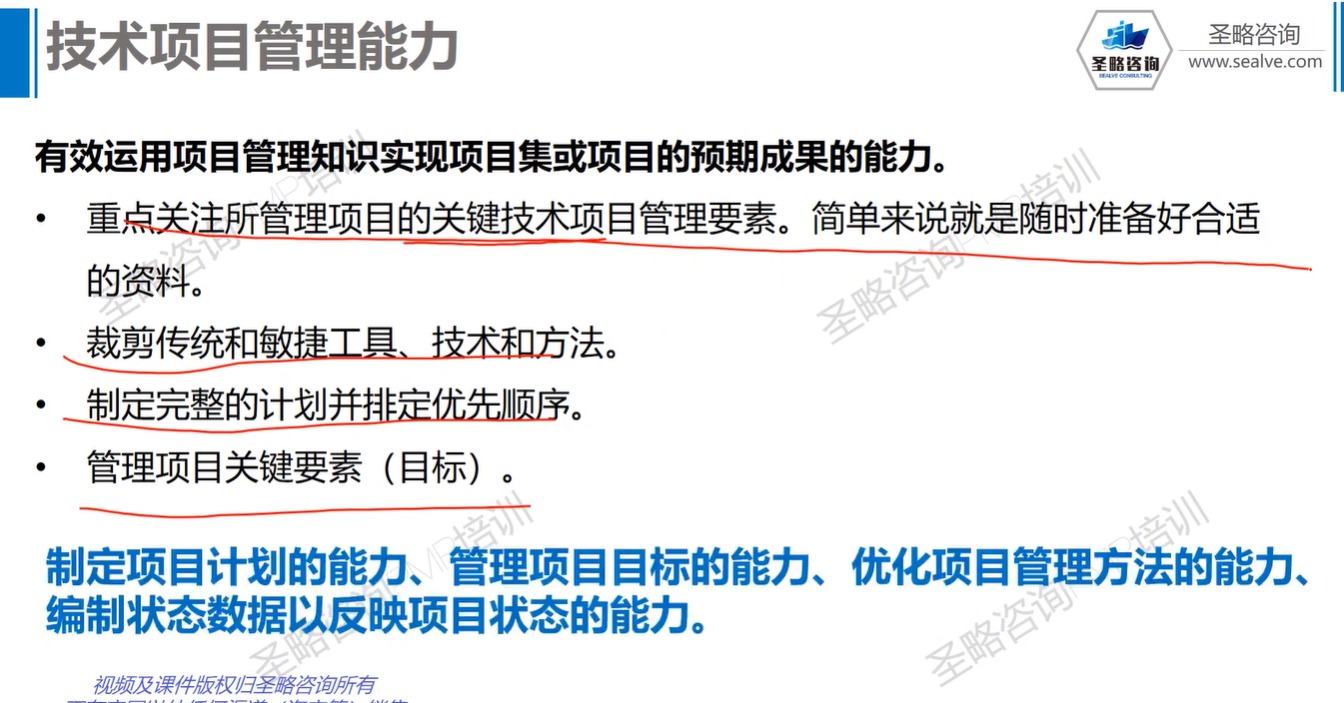 技术项目管理能力
圣略咨询
圣略咨询
SEALVE CONSULTING
www.sealve.com
有效运用项目管理知识实现项目集或项目的预期成果的能力。
• 重点关注所管理项目的关键技术项目管理要素。简单来说就是随时准备好合适
的资料。
• 裁剪传统和敏捷工具、技术和方法。
• 制定完整的计划并排定优先顺序。
• 管理项目关键要素（目标）。
制定项目计划的能力、管理项目目标的能力、优化项目管理方法的能力、
编制状态数据以反映项目状态的能力。
圣略咨询PMP培训
圣略咨询PMP培训
圣略咨询PMP培训
圣略咨询PMP培训
视频及课件版权归圣略咨询所有